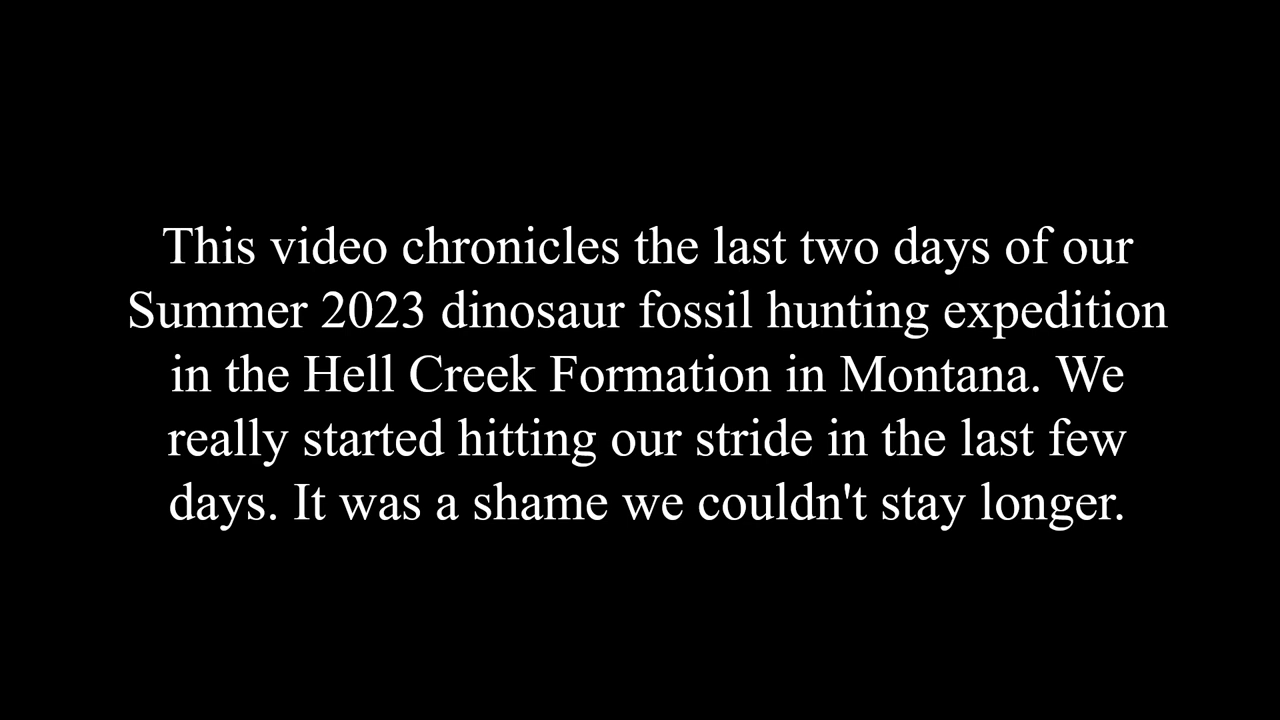 This video chronicles the last two days of our
Summer 2023 dinosaur fossil hunting expedition
in the Hell Creek Formation in Montana. We
really started hitting our stride in the last few
days. It was a shame we couldn't stay longer.